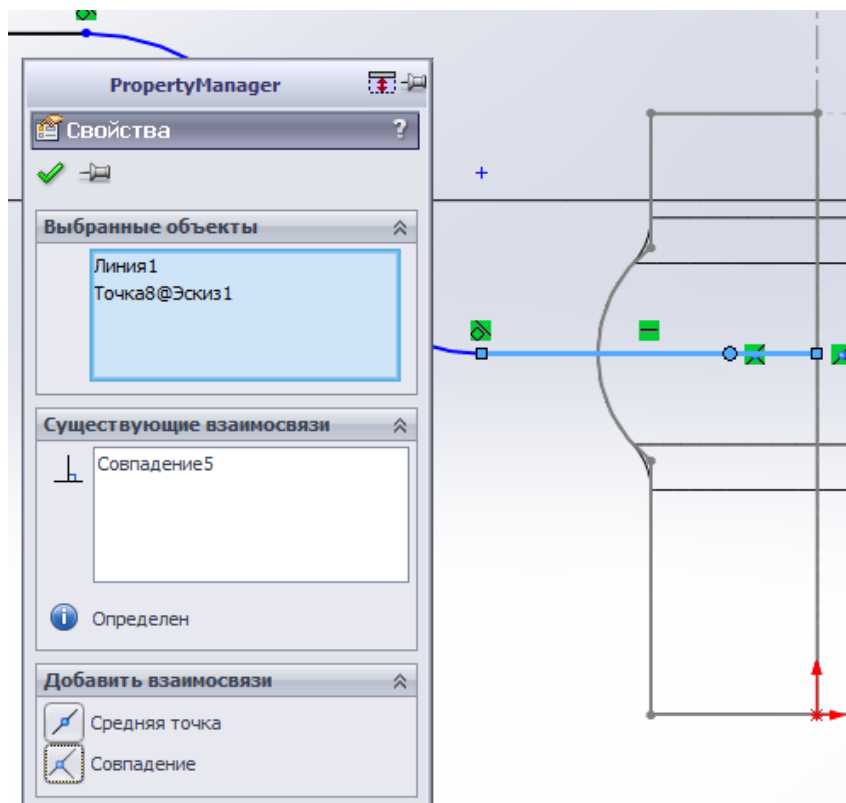 PropertyManager
Свойства
?
Выбранные объекты
Линия1
Точка8@Эскиз1
Существующие взаимосвязи
Совпадение5
Определен
Добавить взаимосвязи
Средняя точка
Совпадение